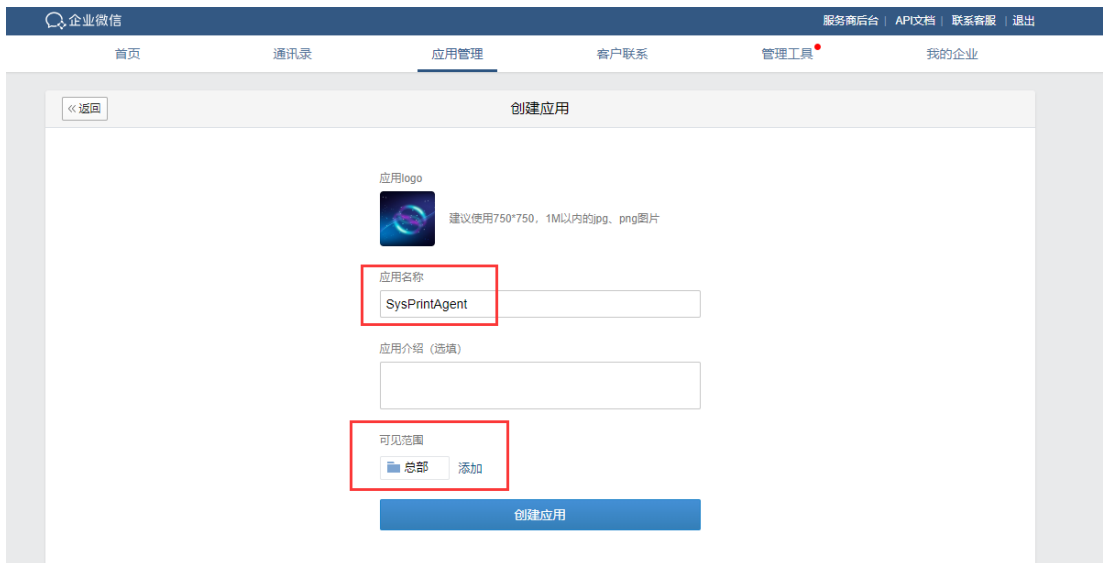 企业微信 服务商后台 | API文档 | 联系客服 | 退出
首页 通讯录 应用管理 客户联系 管理工具 我的企业
《返回 创建应用
应用logo
建议使用750*750，1M以内的jpg、png图片
应用名称
SysPrintAgent
应用介绍（选填）
可见范围
总部 添加
创建应用